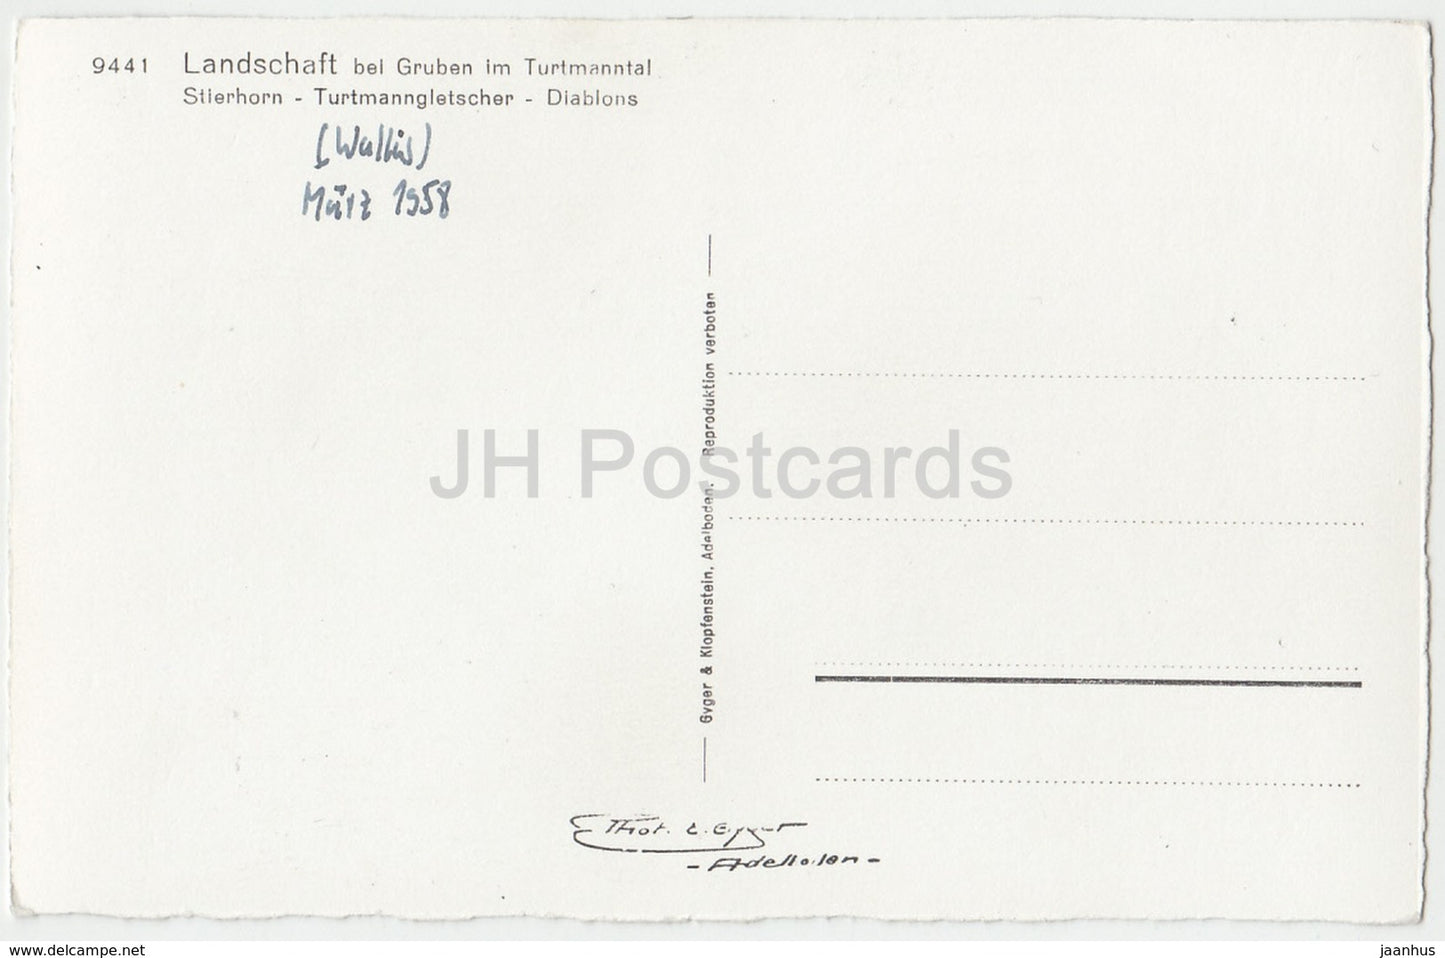 9441 Landschaft bei Gruben im Turtmanntal
Stierhorn - Turtmanngletscher - Diablons
(Wallis)
März 1958
Gyger & Klopfenstein, Adelboden. Reproduktion verboten
JH Postcards
Phot. E. Gyger
- Adelboden -
www.delcampe.net
jaanhus